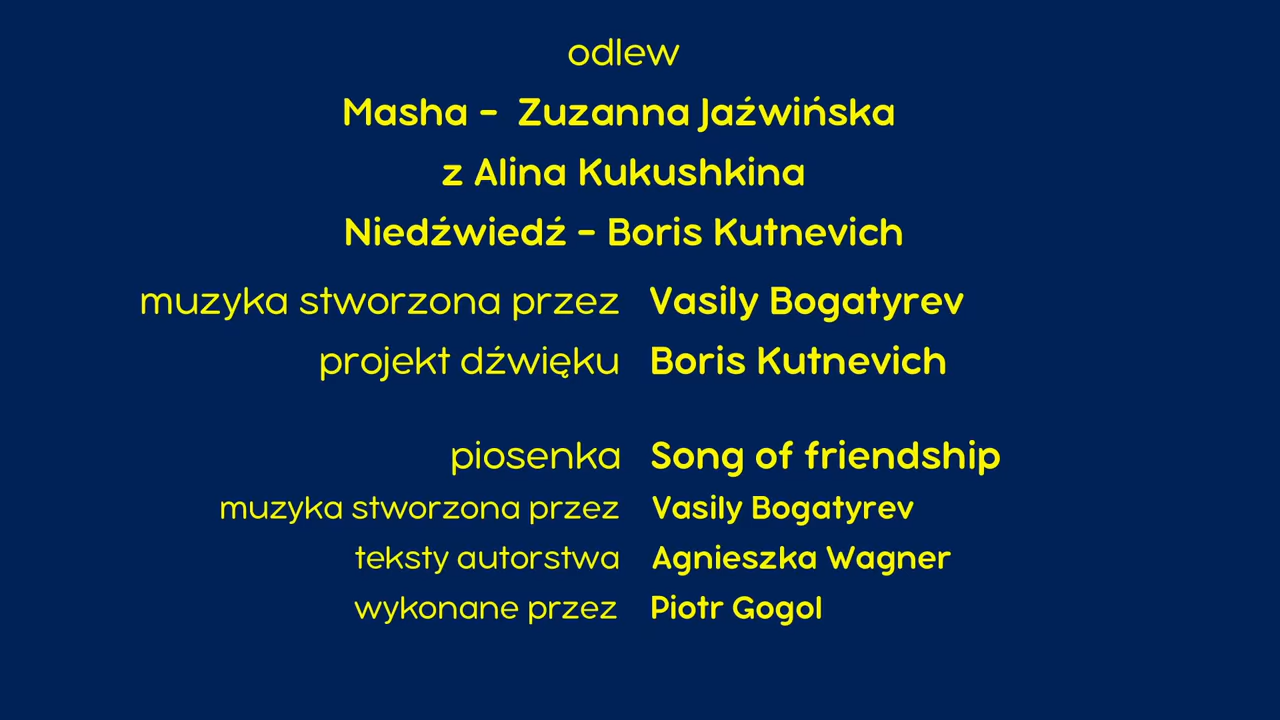 odlew
Masha - Zuzanna Jaźwińska
z Alina Kukushkina
Niedźwiedź - Boris Kutnevich
muzyka stworzona przez Vasily Bogatyrev
projekt dźwięku Boris Kutnevich
piosenka Song of friendship
muzyka stworzona przez Vasily Bogatyrev
teksty autorstwa Agnieszka Wagner
wykonane przez Piotr Gogol